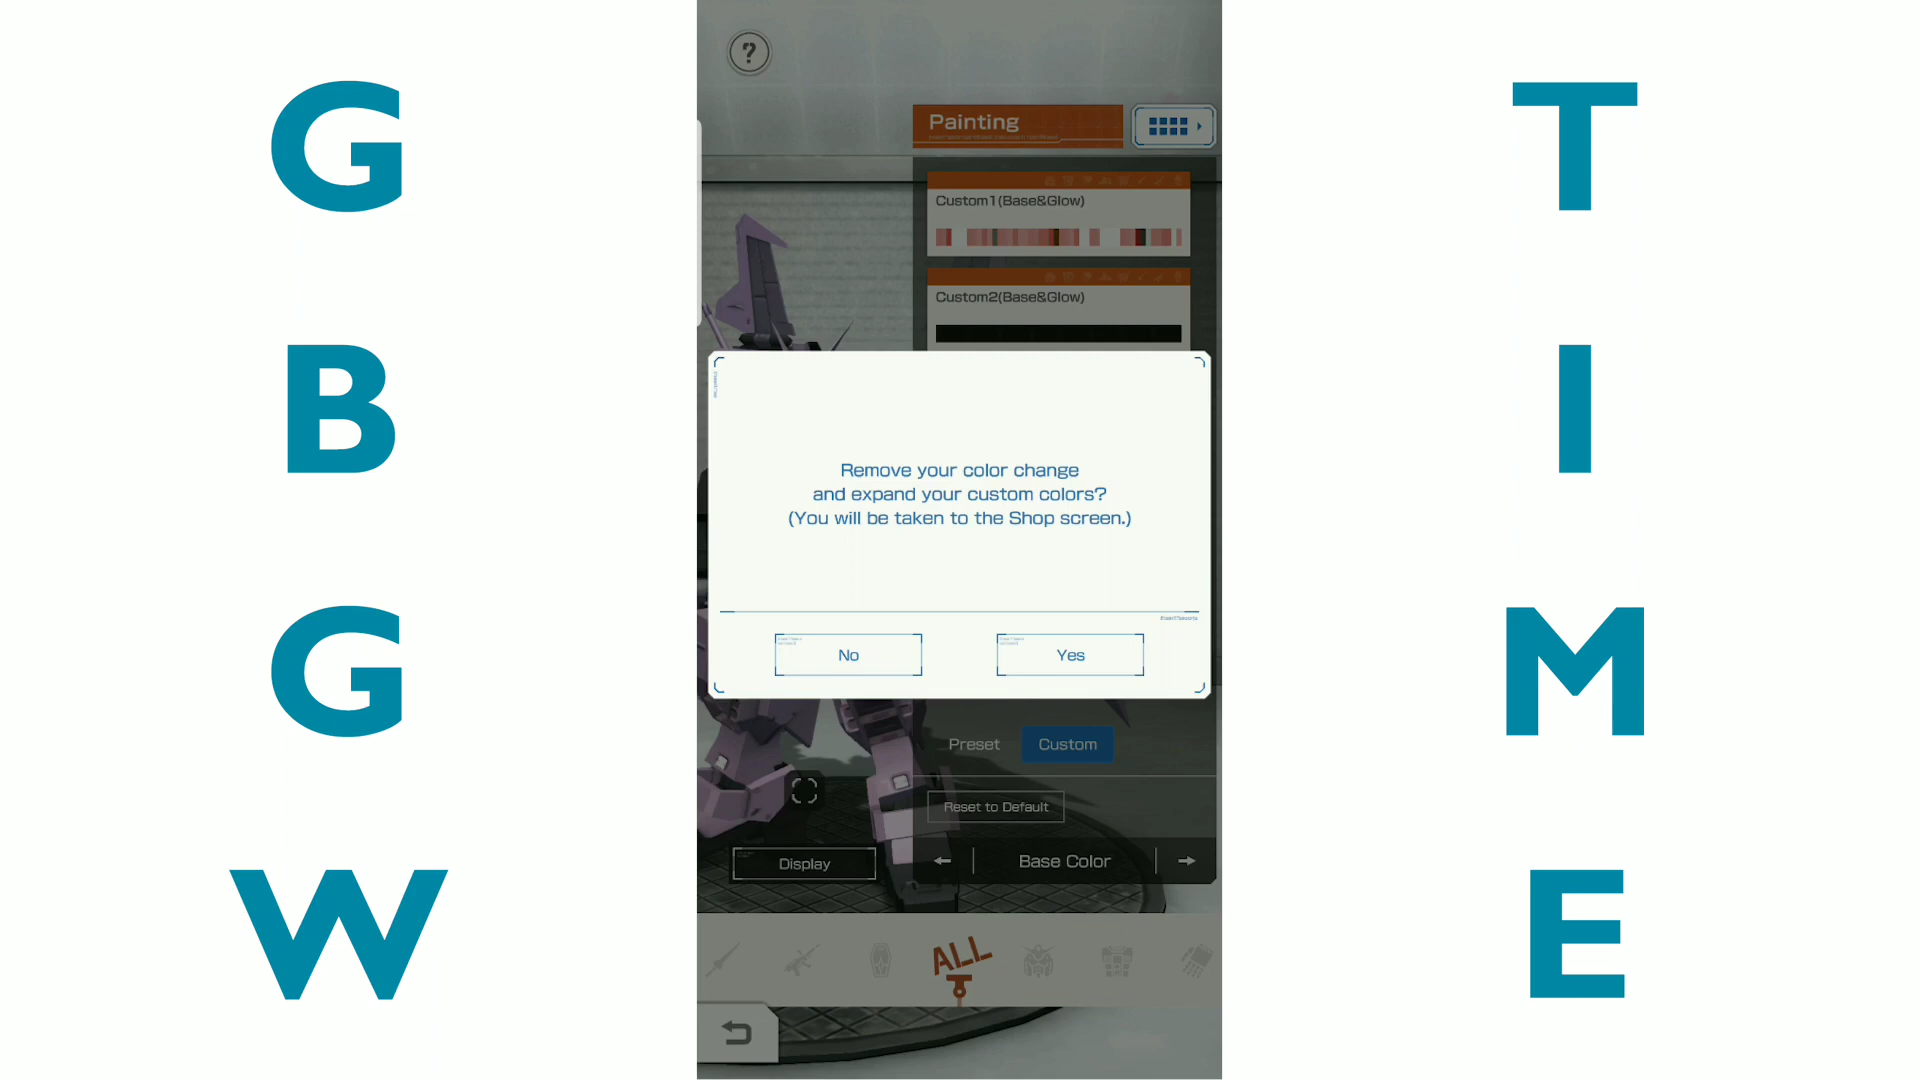 G
B
G
W
T
I
M
E
?
Painting
Custom1(Base&Glow)
Custom2(Base&Glow)
Remove your color change
and expand your custom colors?
(You will be taken to the Shop screen.)
No
Yes
Preset
Custom
Reset to Default
Display
Base Color
ALL